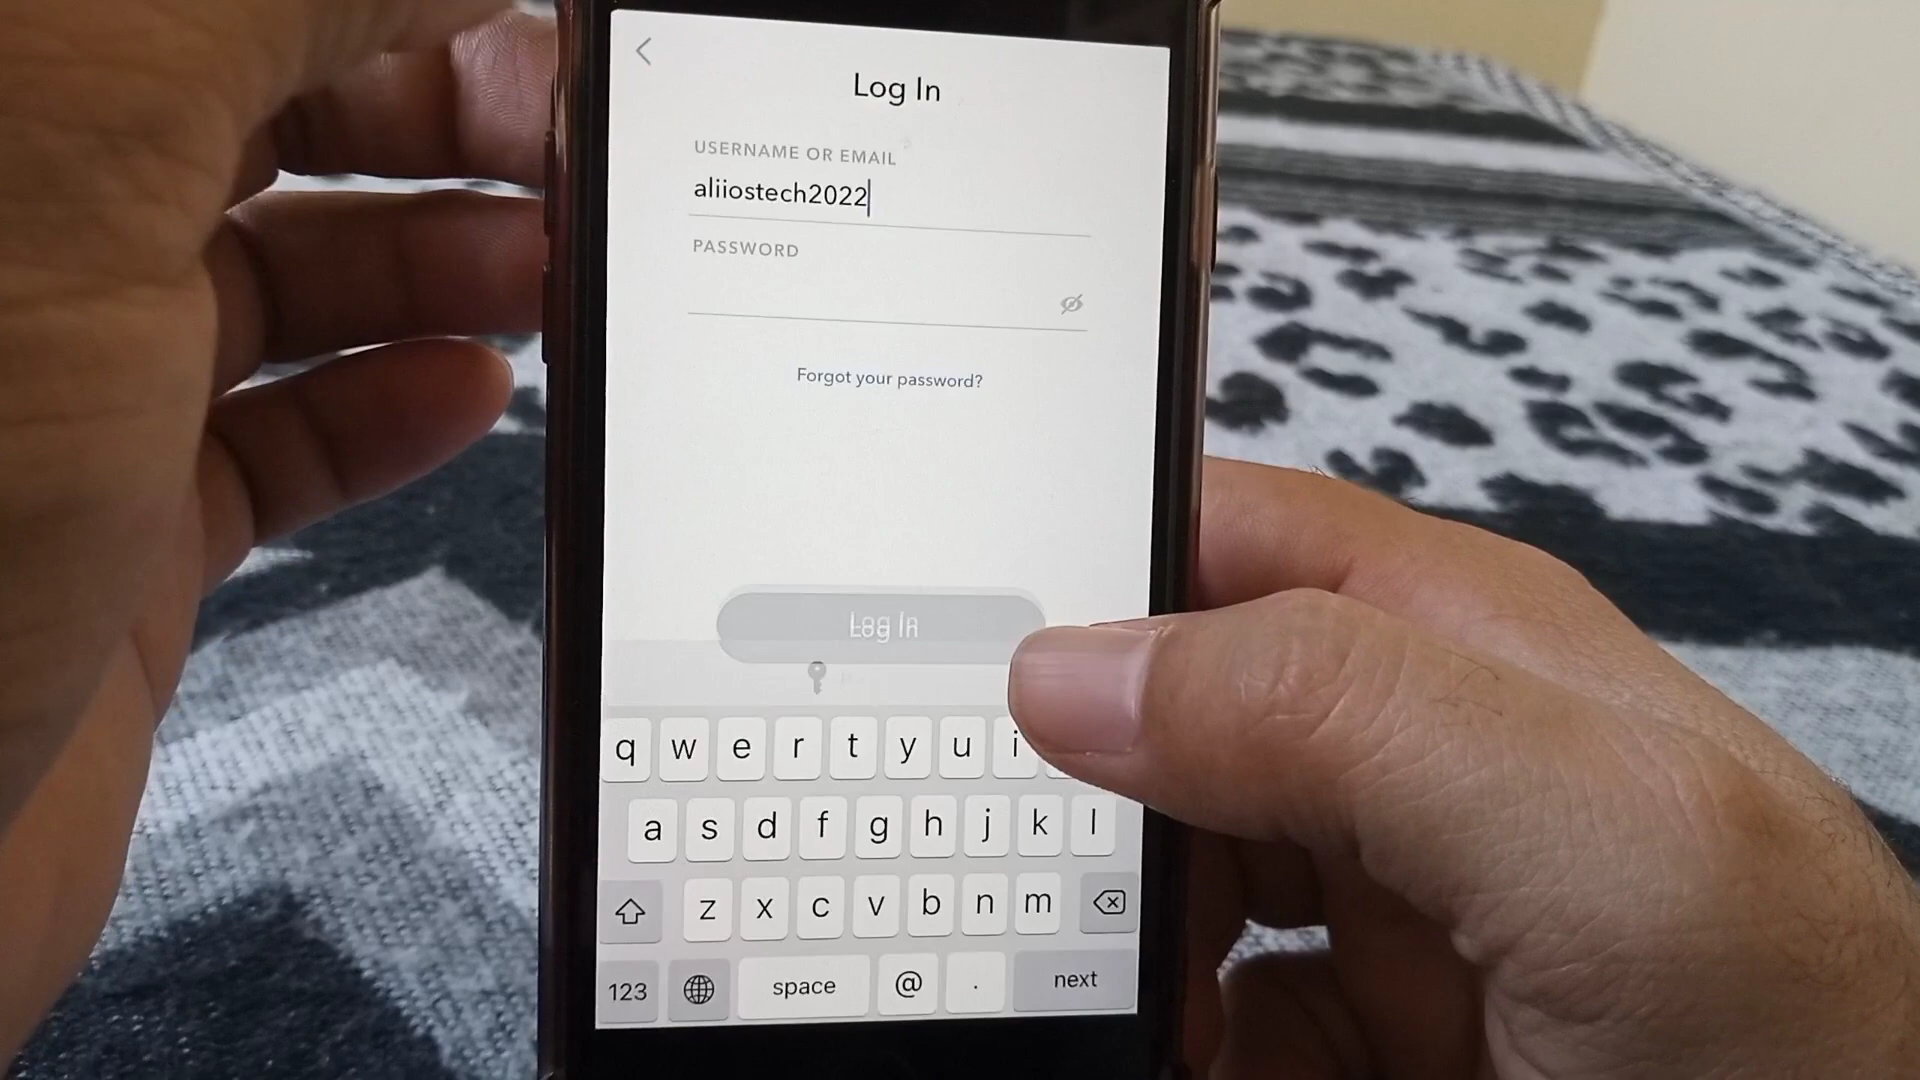 Log In
USERNAME OR EMAIL
aliiostech2022
PASSWORD
Forgot your password?
Log In
q w e r t y u i
a s d f g h j k l
z x c v b n m
123 space @ . next